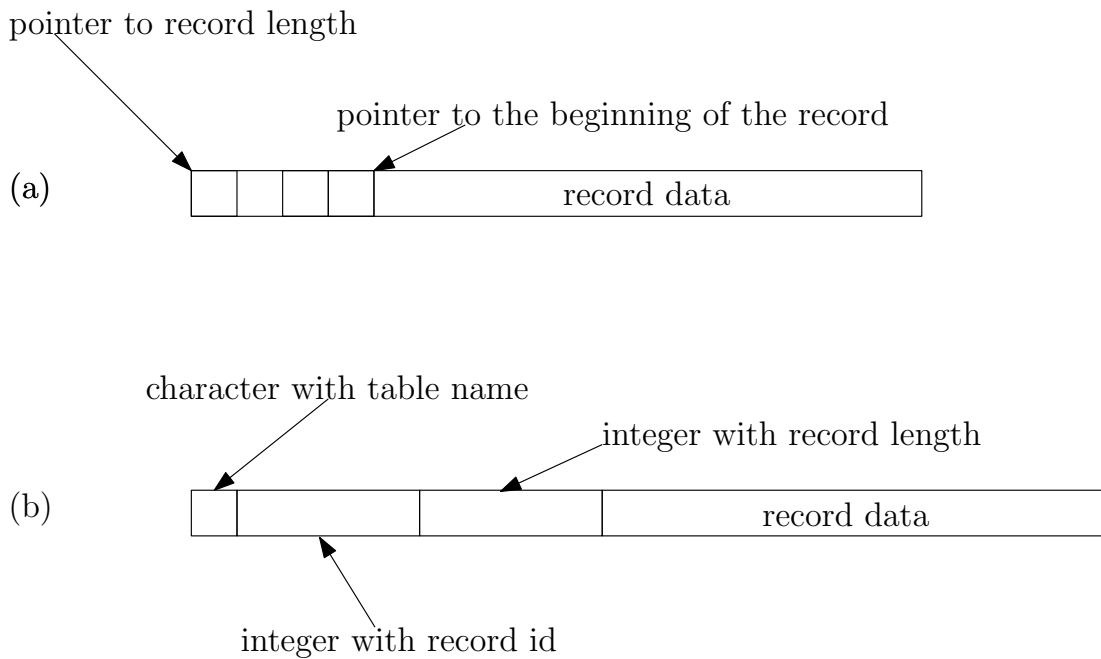 pointer to record length
pointer to the beginning of the record
(a)
record data
character with table name
integer with record length
(b)
record data
integer with record id